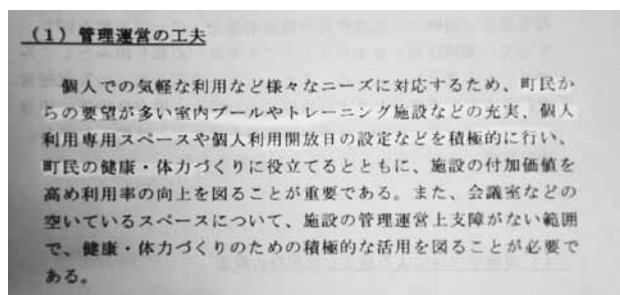 （1）管理運営の工夫
個人での気軽な利用など様々なニーズに対応するため、町民か
らの要望が多い室内プールやトレーニング施設などの充実、個人
利用専用スペースや個人利用開放日の設定などを積極的に行い、
町民の健康・体力づくりに役立てるとともに、施設の付加価値を
高め利用率の向上を図ることが重要である。また、会議室などの
空いているスペースについて、施設の管理運営上支障がない範囲
で、健康・体力づくりのための積極的な活用を図ることが必要で
ある。